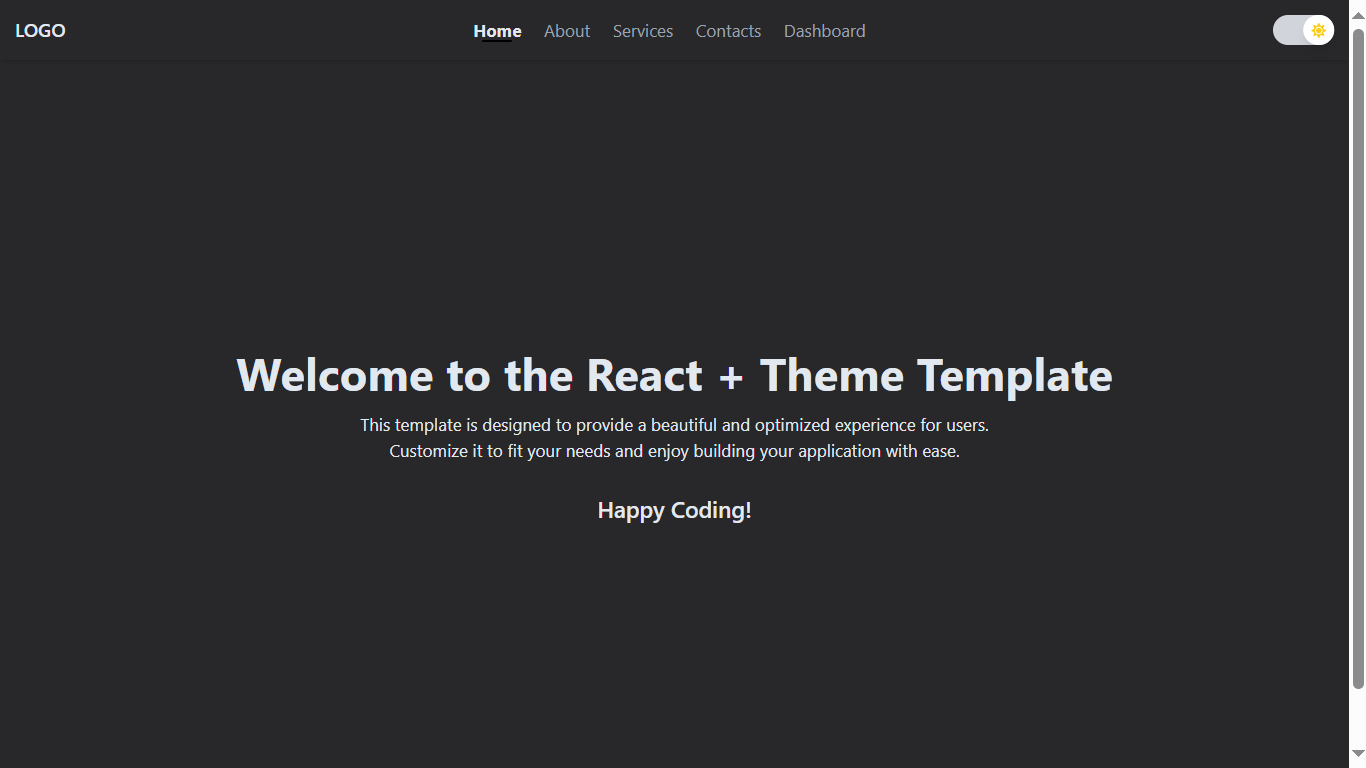 LOGO
Home About Services Contacts Dashboard
Welcome to the React + Theme Template
This template is designed to provide a beautiful and optimized experience for users.
Customize it to fit your needs and enjoy building your application with ease.
Happy Coding!